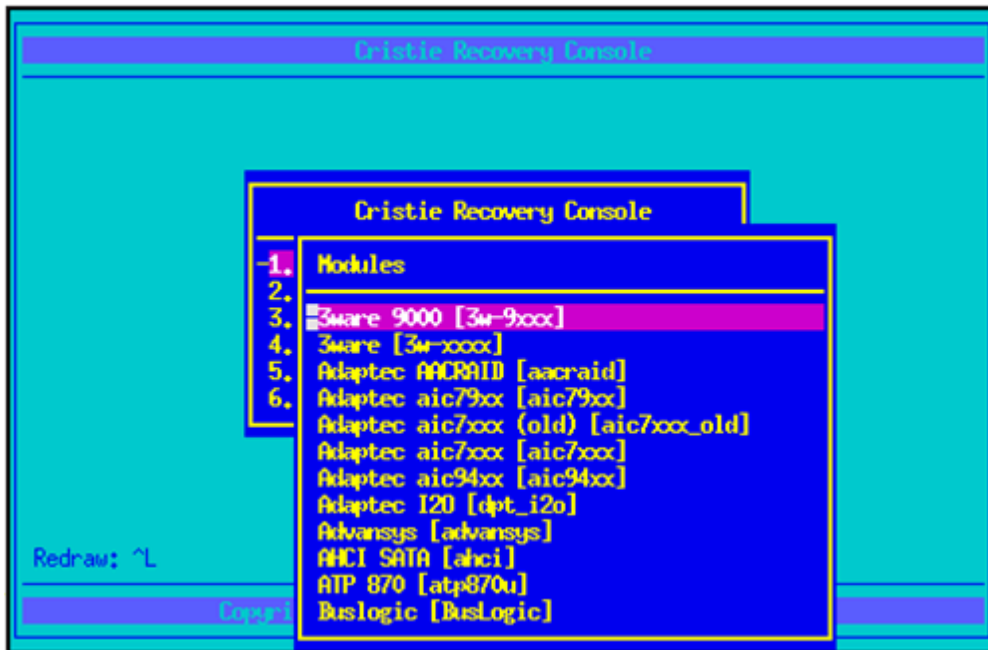 Cristie Recovery Console
Cristie Recovery Console
1.
2.
3.
4.
5.
6.
Modules
3ware 9000 [3w-9xxx]
3ware [3w-xxxx]
Adaptec AACRAID [aacraid]
Adaptec aic79xx [aic79xx]
Adaptec aic7xxx (old) [aic7xxx_old]
Adaptec aic7xxx [aic7xxx]
Adaptec aic94xx [aic94xx]
Adaptec I2O [dpt_i2o]
Advansys [advansys]
AHCI SATA [ahci]
ATP 870 [atp870u]
Buslogic [BusLogic]
Redraw: ^L
Copyri